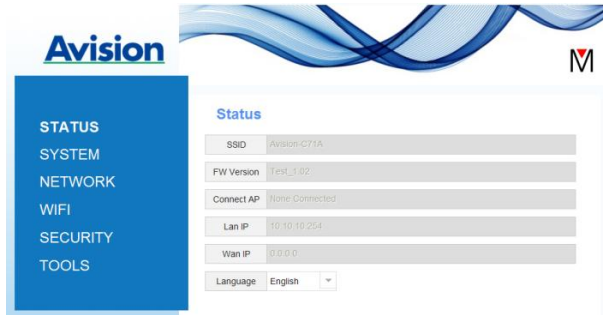 Avision
M
STATUS
SYSTEM
NETWORK
WIFI
SECURITY
TOOLS
Status
SSID Avision-C71A
FW Version Test_1.02
Connect AP None Connected
Lan IP 10.10.10.254
Wan IP 0.0.0.0
Language English